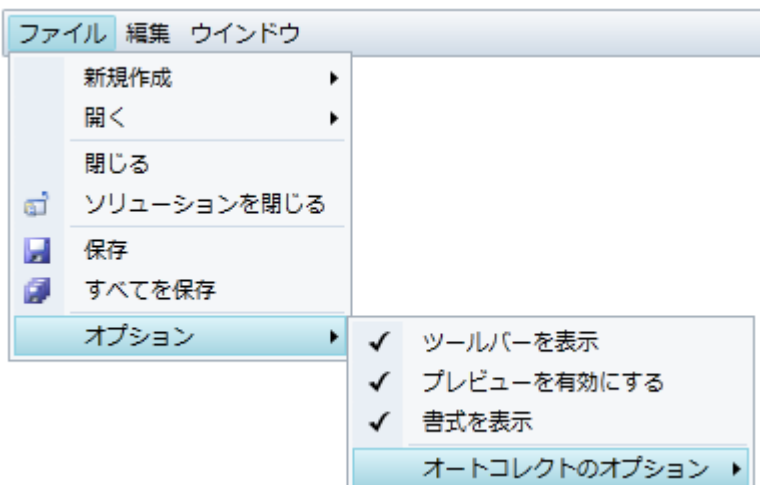 ファイル 編集 ウインドウ
新規作成
開く
閉じる
ソリューションを閉じる
保存
すべてを保存
オプション
ツールバーを表示
プレビューを有効にする
書式を表示
オートコレクトのオプション